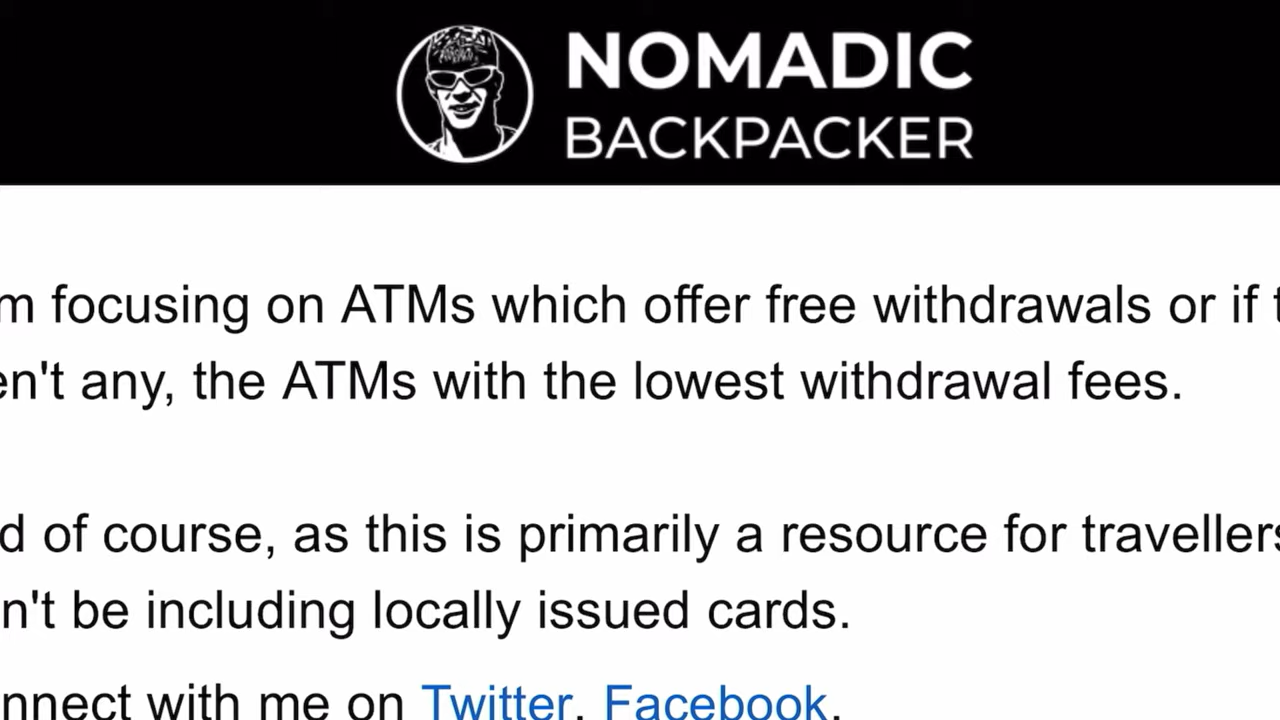 NOMADIC
BACKPACKER
m focusing on ATMs which offer free withdrawals or if t
en't any, the ATMs with the lowest withdrawal fees.
d of course, as this is primarily a resource for travellers
n't be including locally issued cards.
nnect with me on Twitter, Facebook.